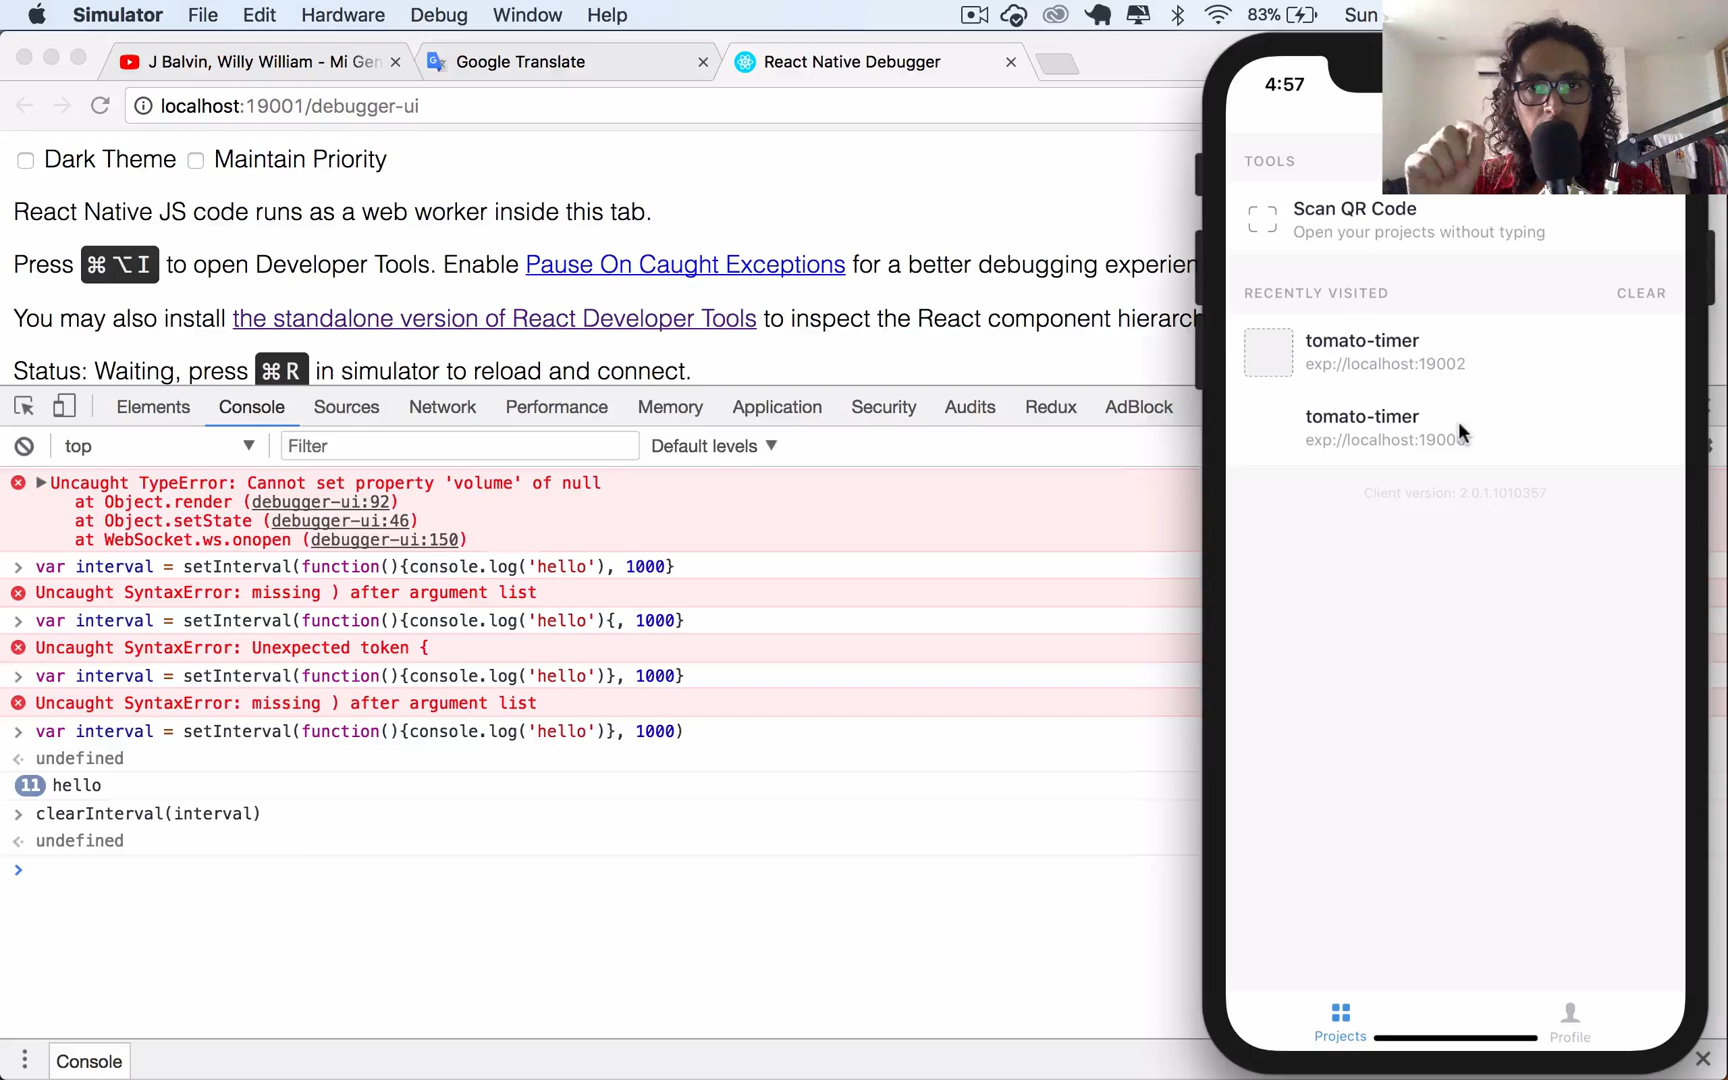 Simulator File Edit Hardware Debug Window Help 83% Sun
J Balvin, Willy William - Mi Gen
Google Translate
React Native Debugger
localhost:19001/debugger-ui
Dark Theme Maintain Priority
React Native JS code runs as a web worker inside this tab.
Press ⌘⌥I to open Developer Tools. Enable Pause On Caught Exceptions for a better debugging experien
You may also install the standalone version of React Developer Tools to inspect the React component hierarch
Status: Waiting, press ⌘R in simulator to reload and connect.
Elements Console Sources Network Performance Memory Application Security Audits Redux AdBlock
top Filter Default levels ▼
Uncaught TypeError: Cannot set property 'volume' of null
at Object.render (debugger-ui:92)
at Object.setState (debugger-ui:46)
at WebSocket.ws.onopen (debugger-ui:150)
> var interval = setInterval(function(){console.log('hello'), 1000}
Uncaught SyntaxError: missing ) after argument list
> var interval = setInterval(function(){console.log('hello'){, 1000}
Uncaught SyntaxError: Unexpected token {
> var interval = setInterval(function(){console.log('hello')}, 1000}
Uncaught SyntaxError: missing ) after argument list
> var interval = setInterval(function(){console.log('hello')}, 1000)
undefined
11 hello
> clearInterval(interval)
undefined
>
Console
4:57
TOOLS
Scan QR Code
Open your projects without typing
RECENTLY VISITED CLEAR
tomato-timer
exp://localhost:19002
tomato-timer
exp://localhost:1900
Client version: 2.0.1.1010357
Projects Profile